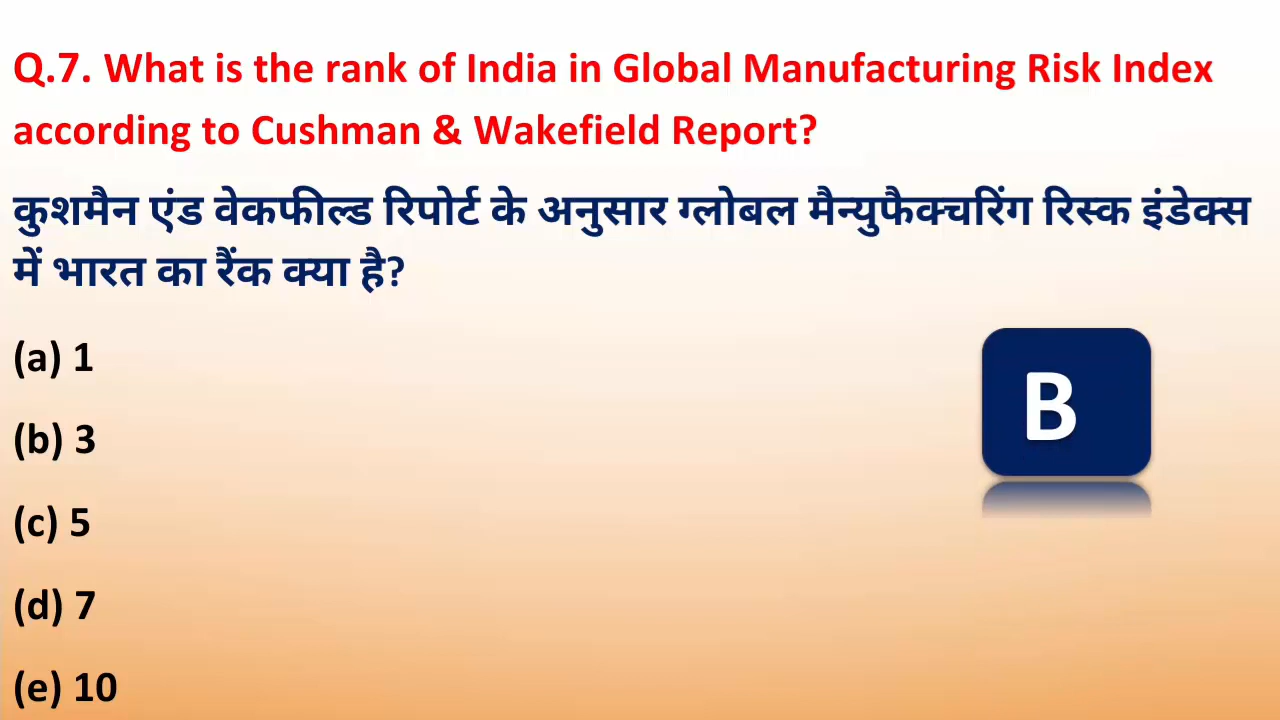 Q.7. What is the rank of India in Global Manufacturing Risk Index
according to Cushman & Wakefield Report?
कुशमैन एंड वेकफील्ड रिपोर्ट के अनुसार ग्लोबल मैन्युफैक्चरिंग रिस्क इंडेक्स
में भारत का रैंक क्या है?
(a) 1
(b) 3
(c) 5
(d) 7
(e) 10
B